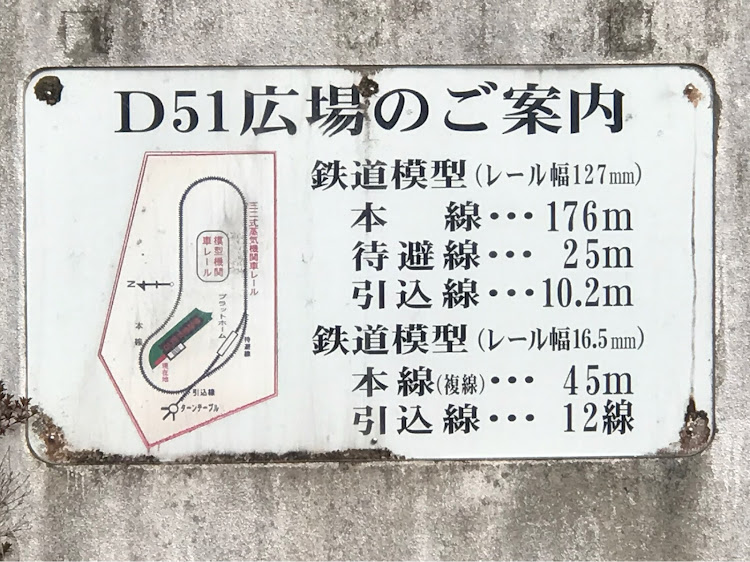 D51広場のご案内
鉄道模型(レール幅127mm)
本 線･･･176m
待避線･･･ 25m
引込線･･･10.2m
鉄道模型(レール幅16.5mm)
本線(複線)･･･ 45m
引込線･･･ 12線
ミニ式蒸気機関車レール
模型機関
車レール
N
プラットホーム
本線
待避線
現在地
引込線
ターンテーブル